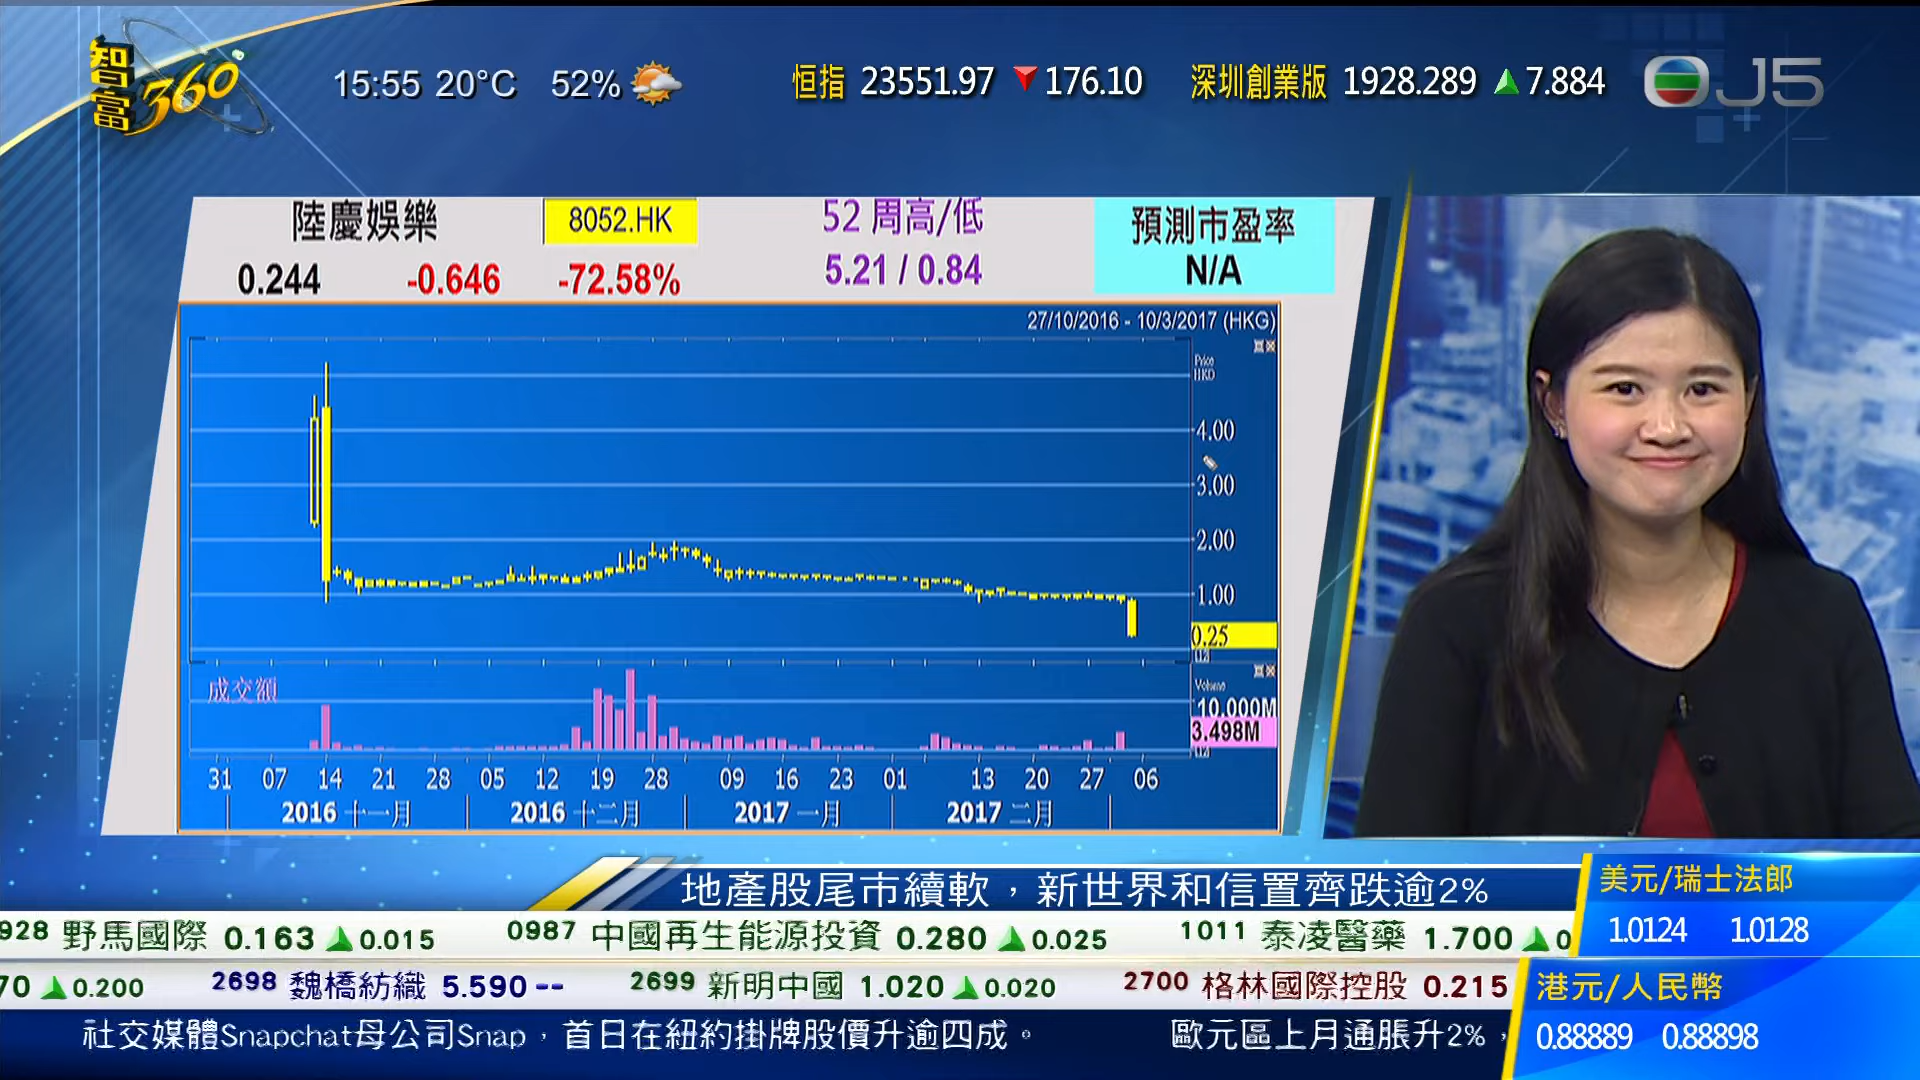 智富360°
15:55 20°C 52%
恒指 23551.97 ▼176.10 深圳創業版 1928.289 ▲7.884
J5
陸慶娛樂 8052.HK 52 周高/低 預測市盈率
0.244 -0.646 -72.58% 5.21 / 0.84 N/A
27/10/2016 - 10/3/2017 (HKG)
Price
HKD
4.00
3.00
2.00
1.00
0.25
成交額
Volume
10.000M
3.498M
31 07 14 21 28 05 12 19 28 09 16 23 01 13 20 27 06
2016 十一月 2016 十二月 2017 一月 2017 二月
地產股尾市續軟，新世界和信置齊跌逾2%
美元/瑞士法郎
1.0124 1.0128
928 野馬國際 0.163 ▲0.015 0987 中國再生能源投資 0.280 ▲0.025 1011 泰凌醫藥 1.700 ▲0
70 ▲0.200 2698 魏橋紡織 5.590 -- 2699 新明中國 1.020 ▲0.020 2700 格林國際控股 0.215
港元/人民幣
0.88889 0.88898
社交媒體Snapchat母公司Snap，首日在紐約掛牌股價升逾四成。 歐元區上月通脹升2%，